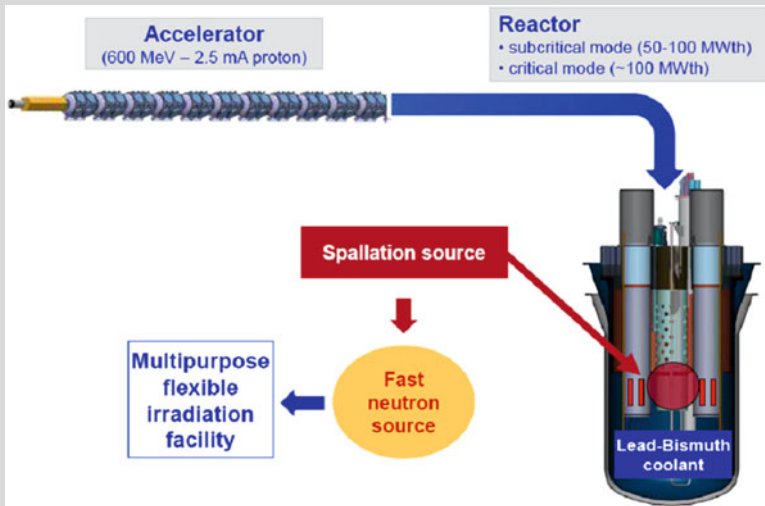 Accelerator
(600 MeV – 2.5 mA proton)
Reactor
• subcritical mode (50-100 MWth)
• critical mode (~100 MWth)
Spallation source
Multipurpose
flexible
irradiation
facility
Fast
neutron
source
Lead-Bismuth
coolant